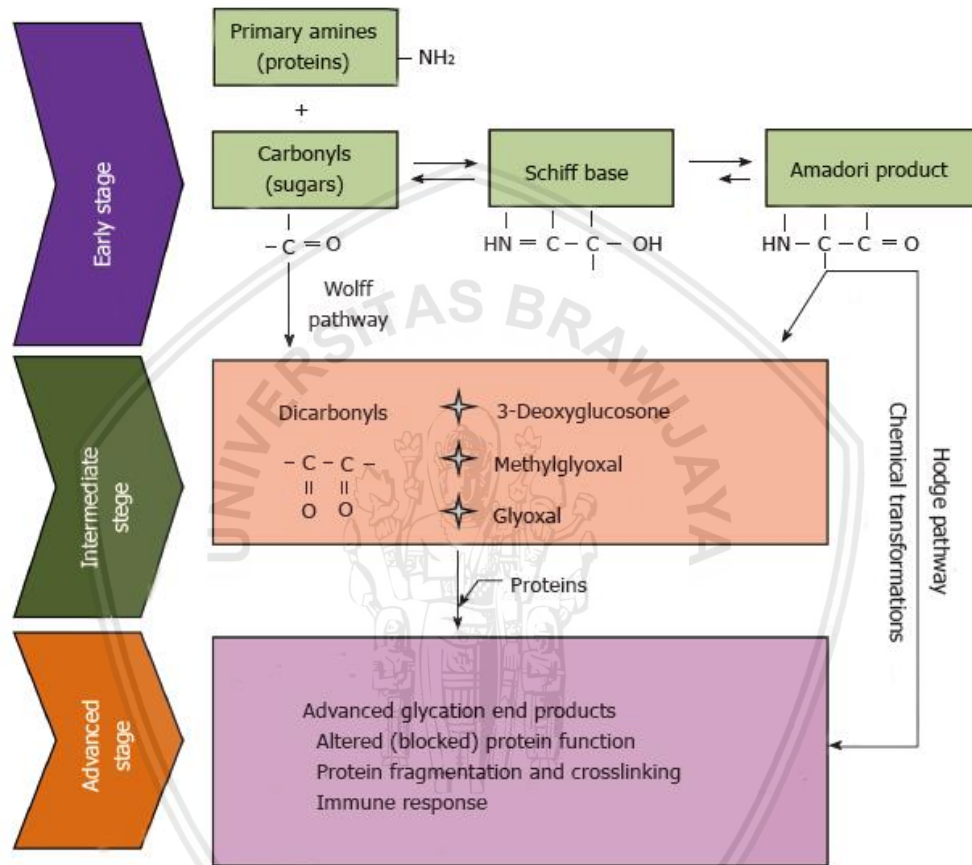 Early stage
Primary amines
(proteins)
– NH₂
+
Carbonyls
(sugars)
– C = O
Schiff base
HN = C – C – OH
Amadori product
HN – C – C = O
Wolff
pathway
Intermediate
stege
Dicarbonyls
– C – C –
O O
3-Deoxyglucosone
Methylglyoxal
Glyoxal
Proteins
Hodge pathway
Chemical transformations
Advanced
stage
Advanced glycation end products
Altered (blocked) protein function
Protein fragmentation and crosslinking
Immune response
UNIVERSITAS BRAWIJAYA